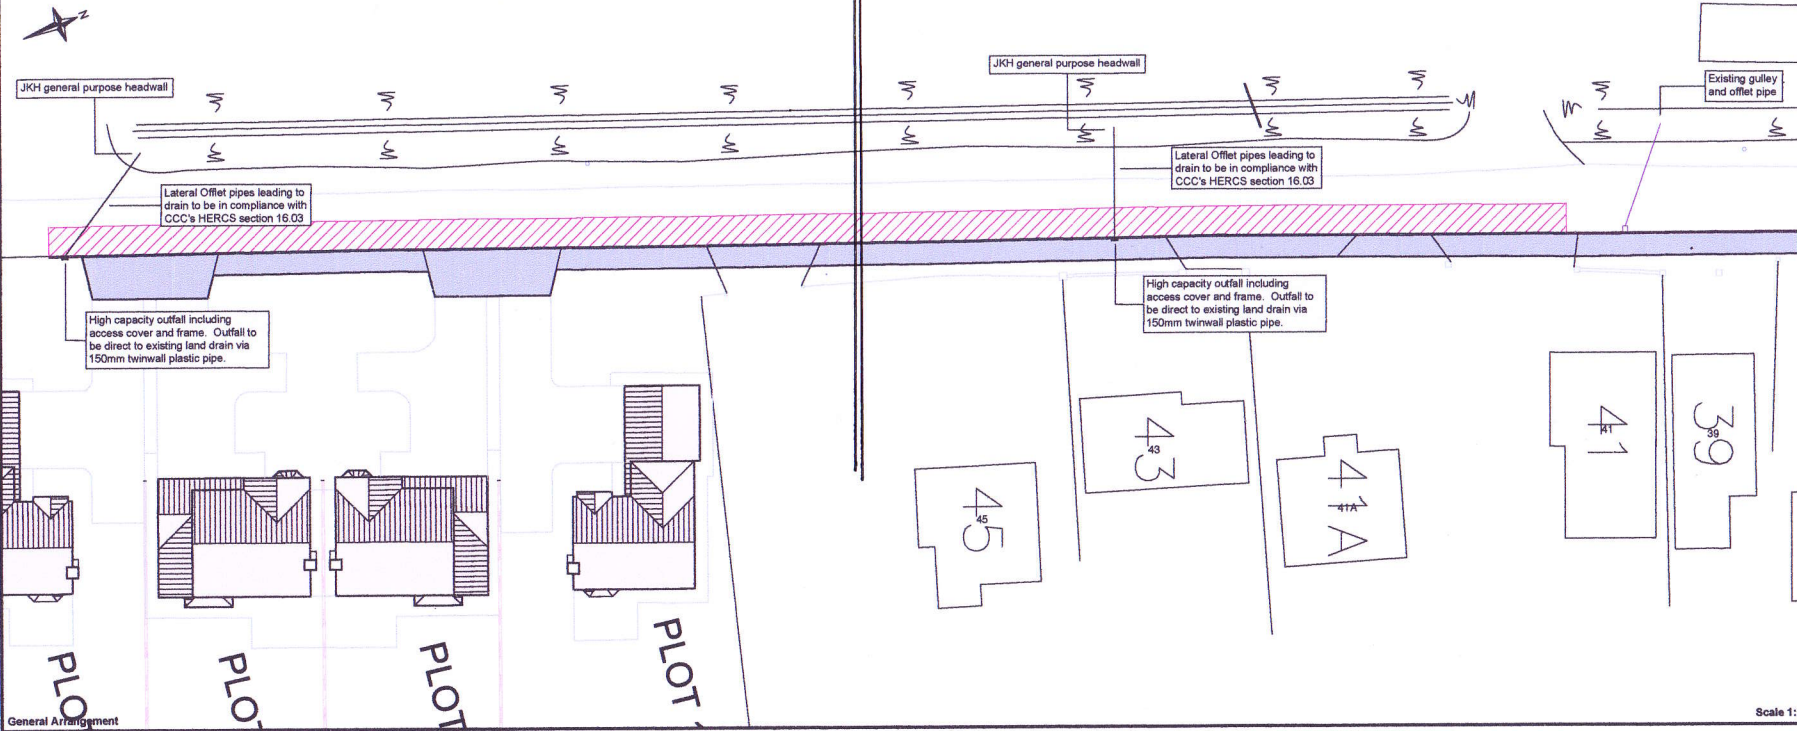 Z
JKH general purpose headwall
JKH general purpose headwall
Existing gulley
and offlet pipe
Lateral Offlet pipes leading to
drain to be in compliance with
CCC's HERCS section 16.03
Lateral Offlet pipes leading to
drain to be in compliance with
CCC's HERCS section 16.03
High capacity outfall including
access cover and frame. Outfall to
be direct to existing land drain via
150mm twinwall plastic pipe.
High capacity outfall including
access cover and frame. Outfall to
be direct to existing land drain via
150mm twinwall plastic pipe.
45
45
43
43
41A
41A
41
41
39
39
PLO
PLOT
PLOT
PLOT
General Arrangement
Scale 1: